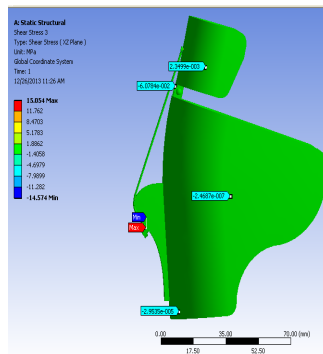 A: Static Structural
Shear Stress 3
Type: Shear Stress ( XZ Plane )
Unit: MPa
Global Coordinate System
Time: 1
12/26/2013 11:26 AM
15.054 Max
11.762
8.4703
5.1783
1.8862
-1.4058
-4.6979
-7.9899
-11.282
-14.574 Min
2.3499e-003
-6.0784e-002
-2.4687e-007
Min
Max
-2.9535e-005
0.00
35.00
70.00 (mm)
17.50
52.50